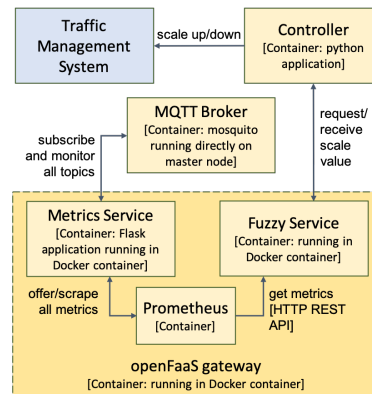 Traffic
Management
System
scale up/down
Controller
[Container: python
application]
MQTT Broker
[Container: mosquito
running directly on
master node]
request/
receive
scale
value
subscribe
and monitor
all topics
Metrics Service
[Container: Flask
application running in
Docker container]
Fuzzy Service
[Container: running in
Docker container]
offer/scrape
all metrics
Prometheus
[Container]
get metrics
[HTTP REST
API]
openFaaS gateway
[Container: running in Docker container]